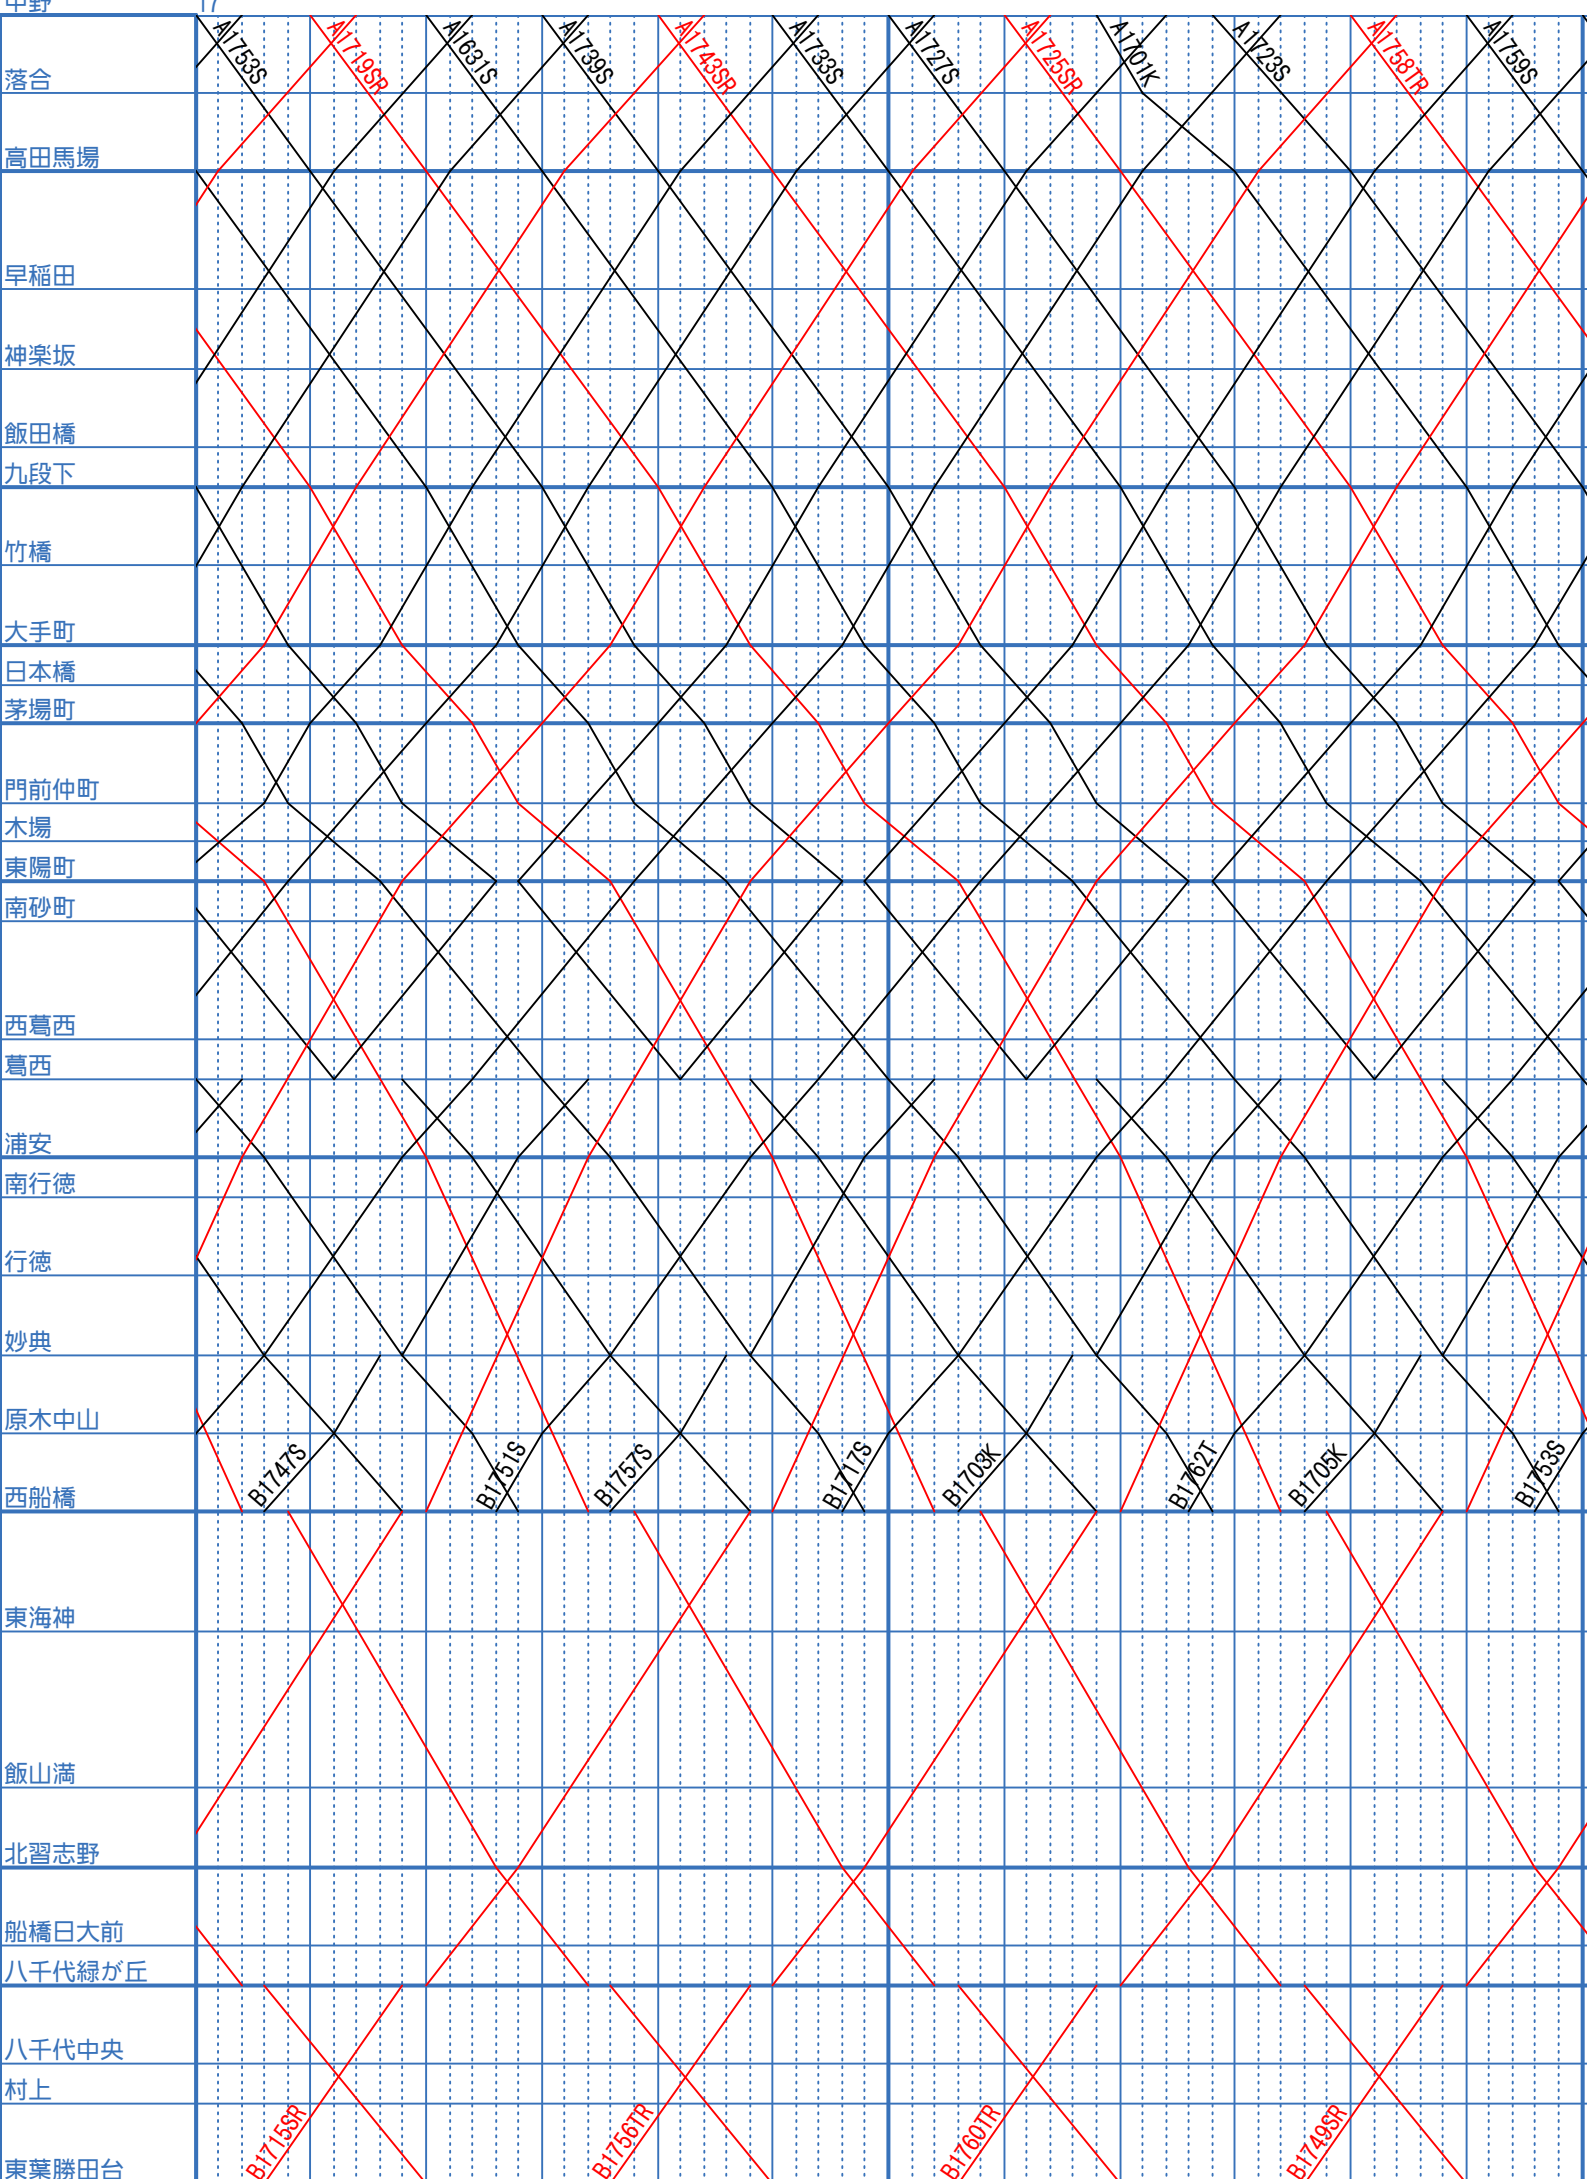 中野 17
A1753S A1719SR A1631S A1739S A1743SR A1733S A1727S A1725SR A1701K A1723S A1758TR A1759S
落合
高田馬場
早稲田
神楽坂
飯田橋
九段下
竹橋
大手町
日本橋
茅場町
門前仲町
木場
東陽町
南砂町
西葛西
葛西
浦安
南行徳
行徳
妙典
原木中山
B1747S B1751S B1757S B1717S B1703K B1762T B1705K B1753S
西船橋
東海神
飯山満
北習志野
船橋日大前
八千代緑が丘
八千代中央
村上
B1715SR B1756TR B1760TR B1749SR
東葉勝田台